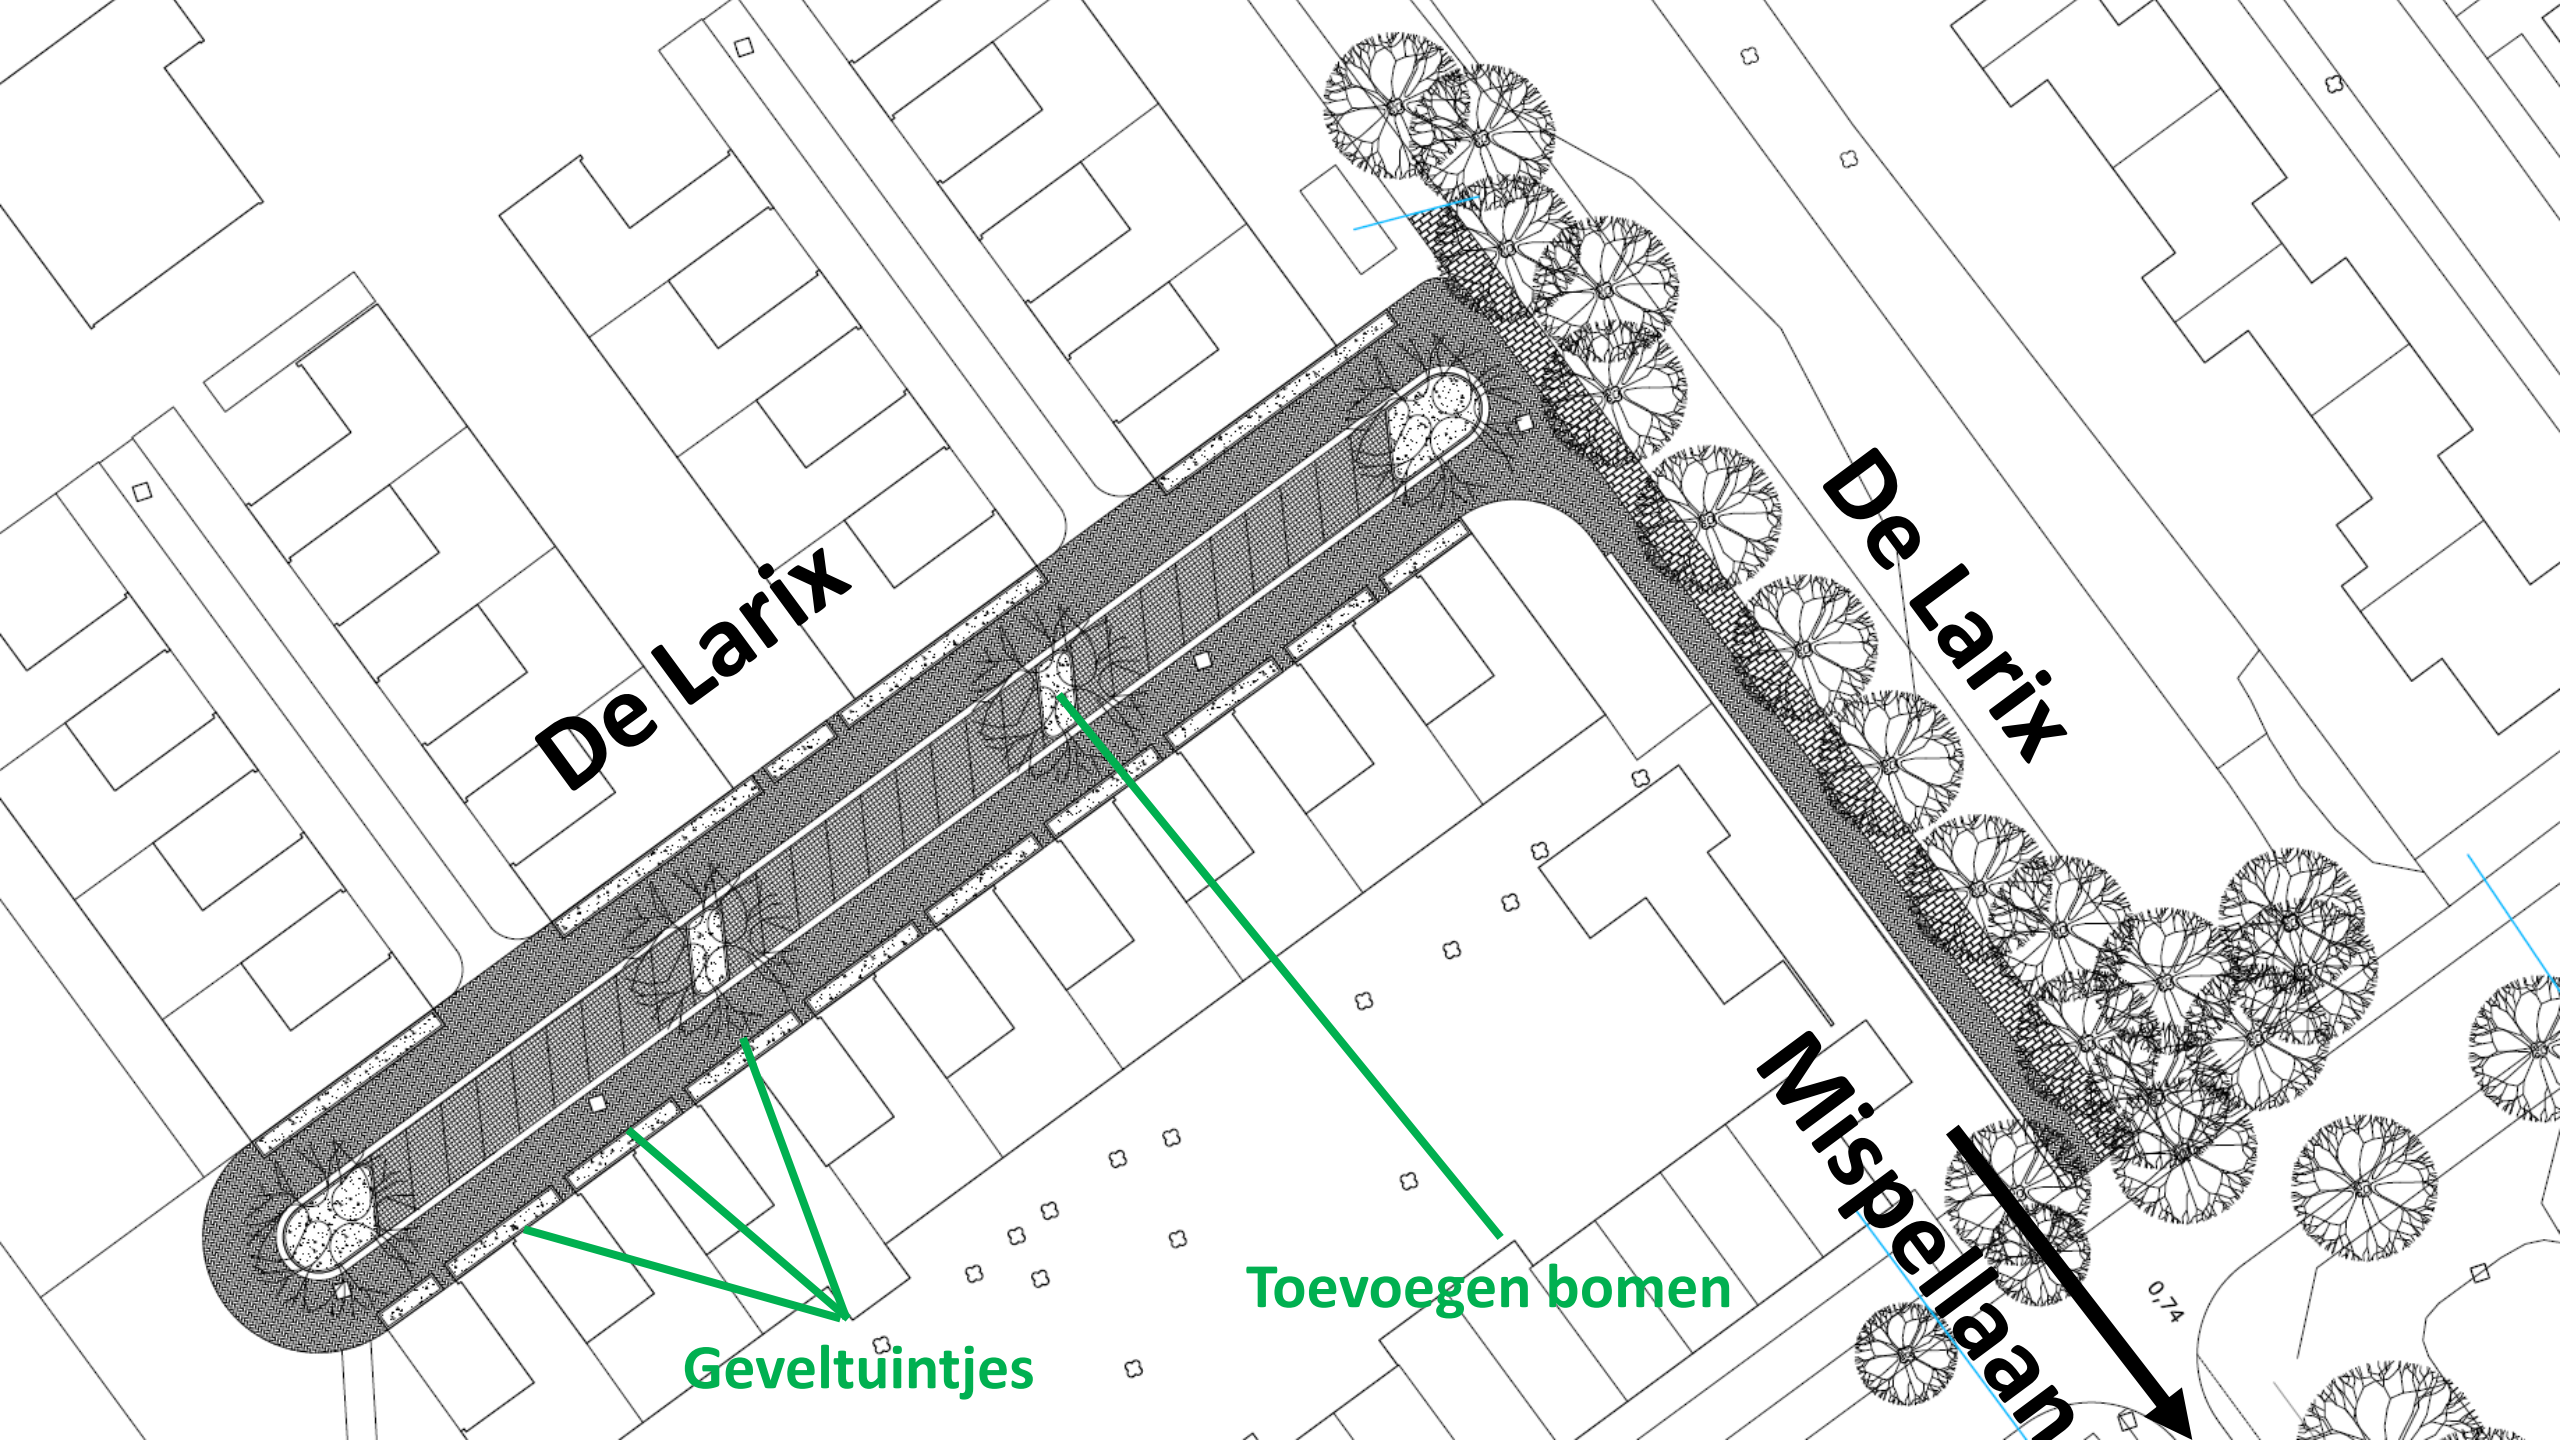 De Larix
De Larix
Mispellaan
0,74
Toevoegen bomen
Geveltuintjes